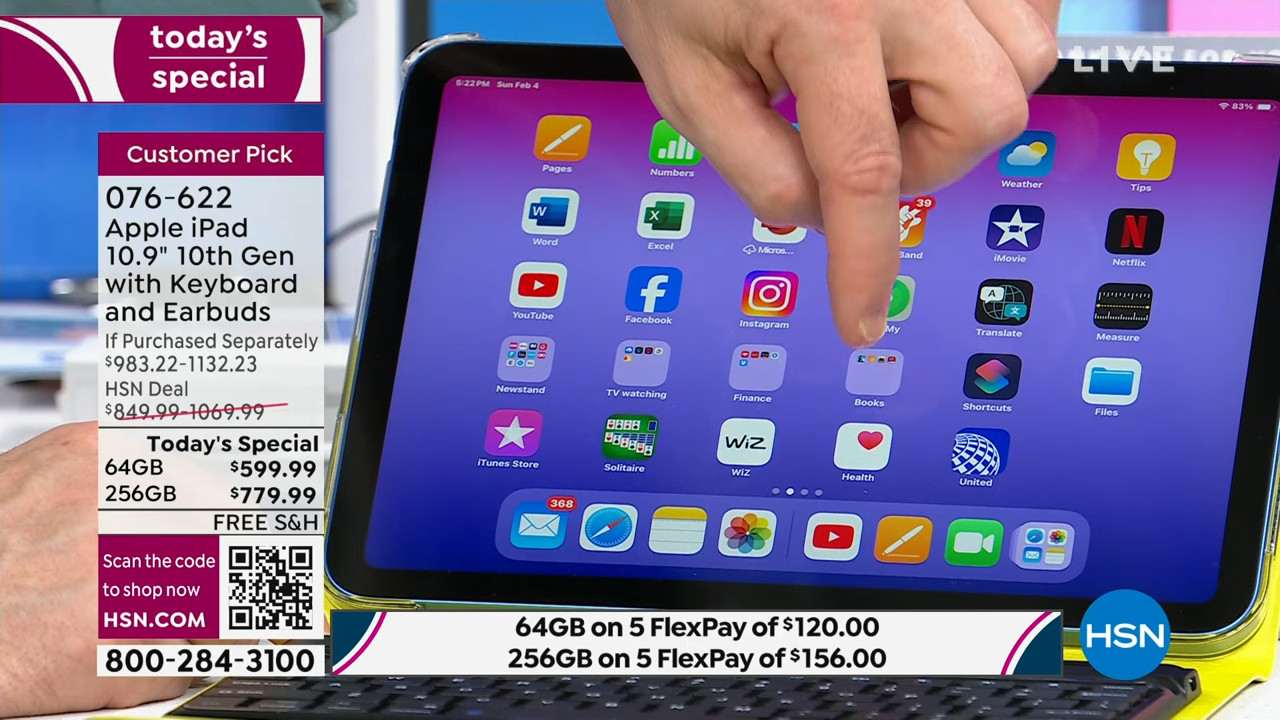 today's
special
LIVE
Customer Pick
076-622
Apple iPad
10.9" 10th Gen
with Keyboard
and Earbuds
If Purchased Separately
$983.22-1132.23
HSN Deal
$849.99-1069.99
Today's Special
64GB $599.99
256GB $779.99
FREE S&H
Scan the code
to shop now
HSN.COM
800-284-3100
5:22 PM Sun Feb 4
83%
Pages
Numbers
Weather
Tips
W
Word
X
Excel
Micros...
39
Band
iMovie
N
Netflix
YouTube
Facebook
Instagram
My
A
Translate
Measure
Newstand
TV watching
Finance
Books
Shortcuts
Files
iTunes Store
Solitaire
WiZ
WiZ
Health
United
368
64GB on 5 FlexPay of $120.00
256GB on 5 FlexPay of $156.00
HSN